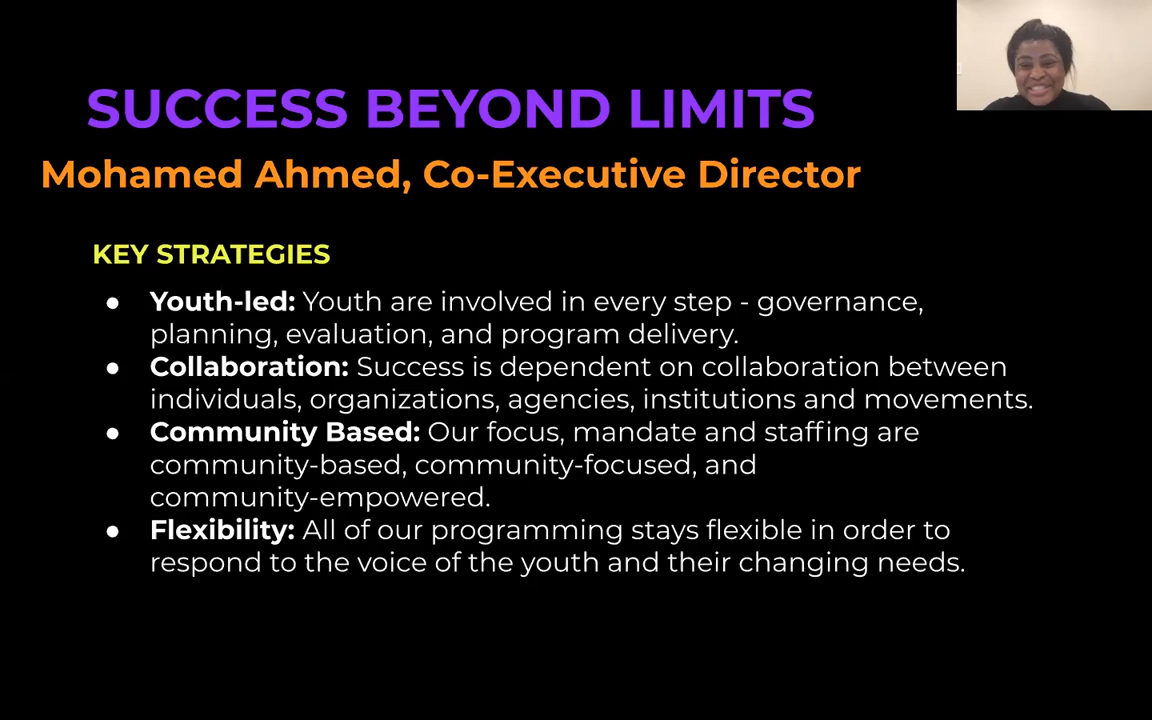 SUCCESS BEYOND LIMITS
Mohamed Ahmed, Co-Executive Director
KEY STRATEGIES
● Youth-led: Youth are involved in every step - governance,
planning, evaluation, and program delivery.
● Collaboration: Success is dependent on collaboration between
individuals, organizations, agencies, institutions and movements.
● Community Based: Our focus, mandate and staffing are
community-based, community-focused, and
community-empowered.
● Flexibility: All of our programming stays flexible in order to
respond to the voice of the youth and their changing needs.